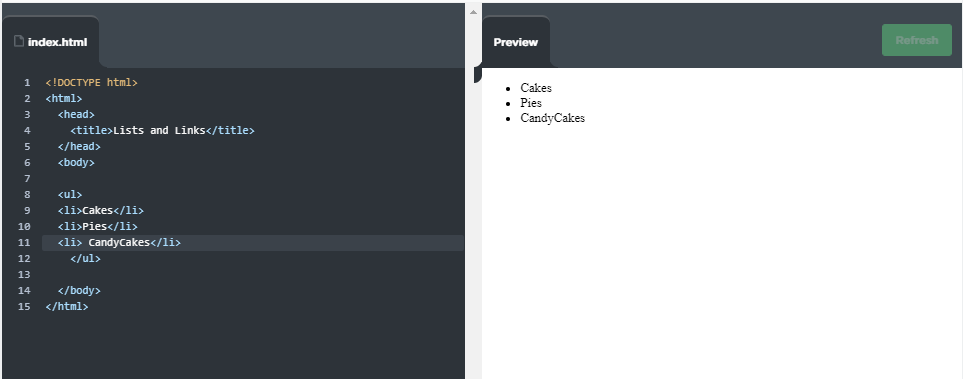 index.html
1 <!DOCTYPE html>
2 <html>
3   <head>
4     <title>Lists and Links</title>
5   </head>
6   <body>
7
8   <ul>
9   <li>Cakes</li>
10   <li>Pies</li>
11   <li> CandyCakes</li>
12     </ul>
13
14   </body>
15 </html>
Preview
Refresh
Cakes
Pies
CandyCakes